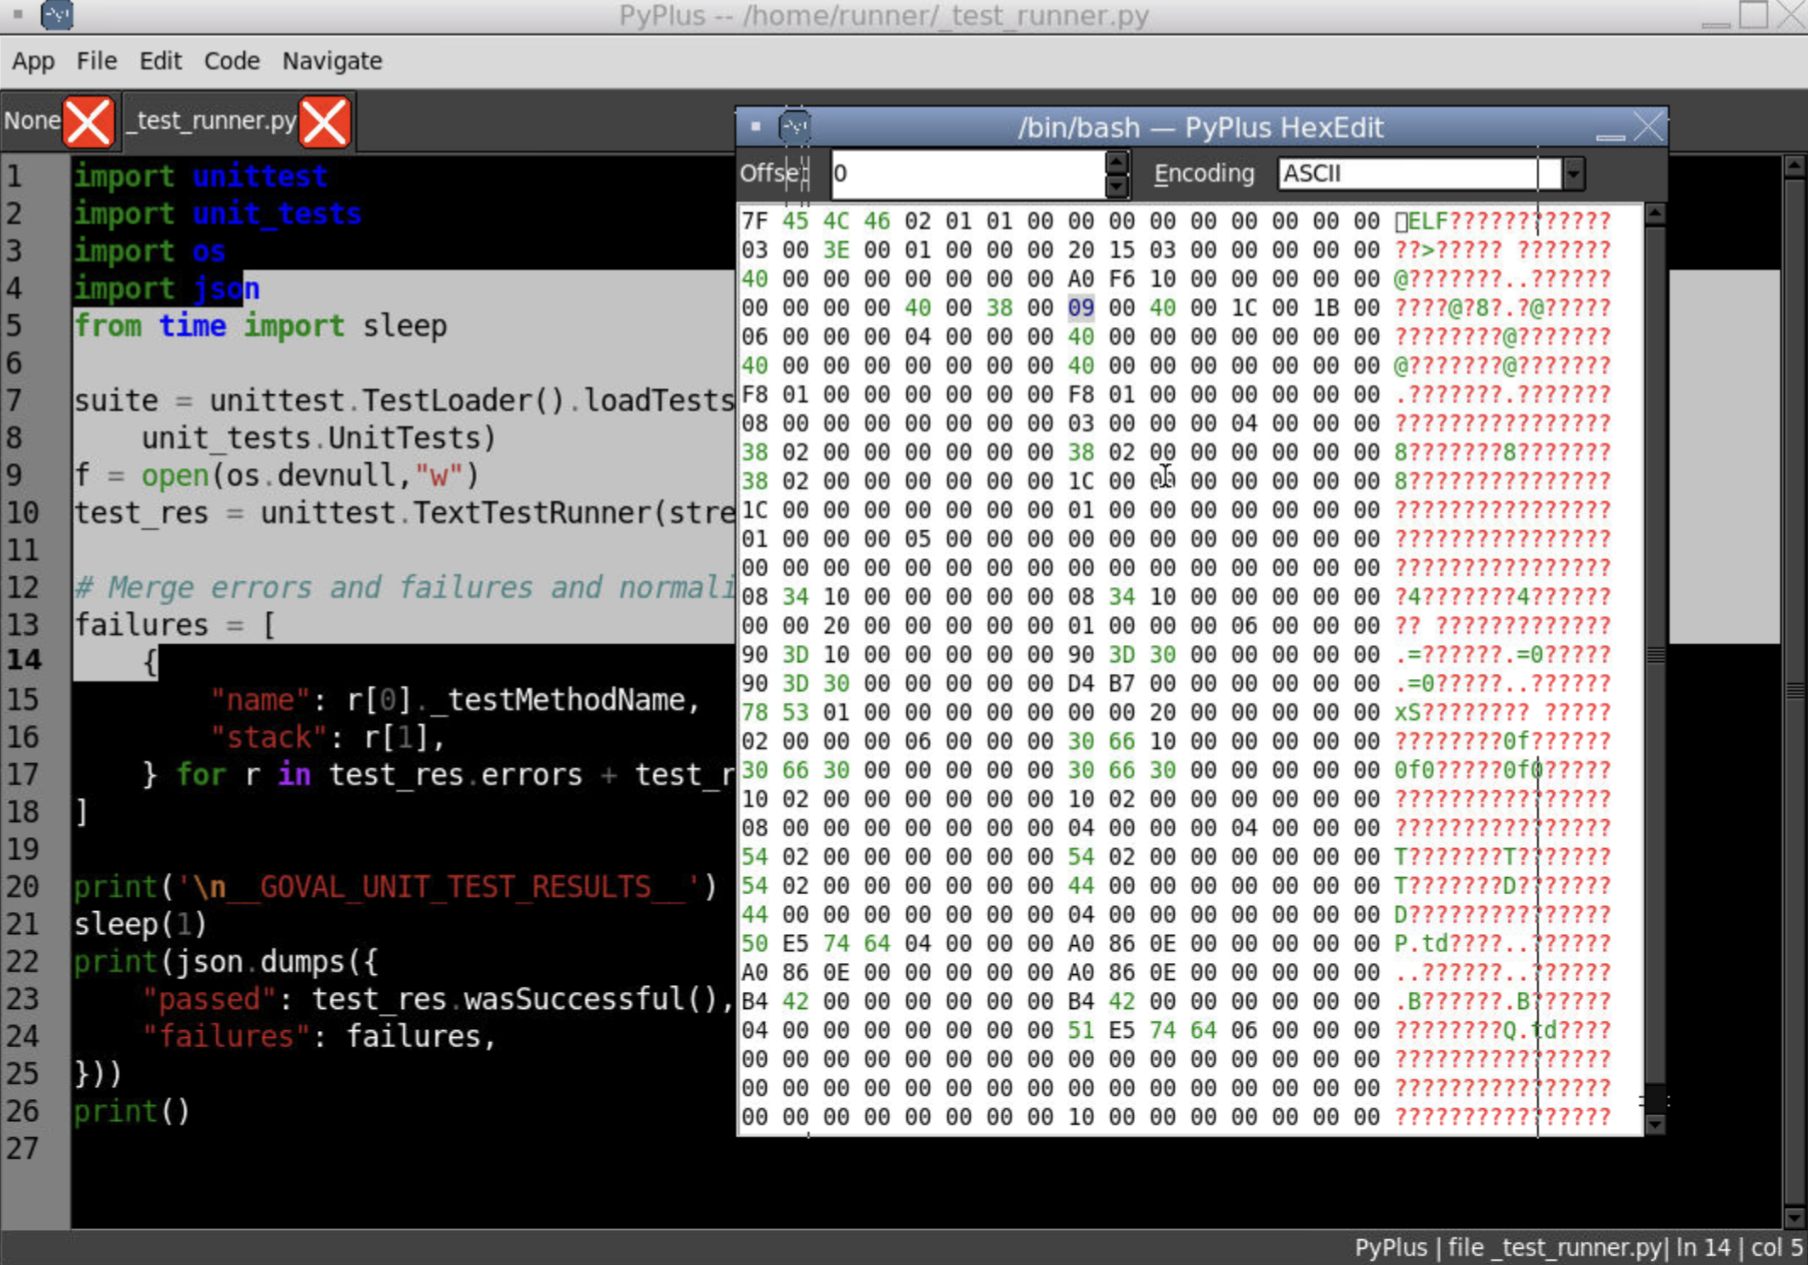 PyPlus -- /home/runner/_test_runner.py
App File Edit Code Navigate
None _test_runner.py
1 import unittest
2 import unit_tests
3 import os
4 import json
5 from time import sleep
6
7 suite = unittest.TestLoader().loadTests
8     unit_tests.UnitTests)
9 f = open(os.devnull,"w")
10 test_res = unittest.TextTestRunner(stre
11
12 # Merge errors and failures and normali
13 failures = [
14     {
15         "name": r[0]._testMethodName,
16         "stack": r[1],
17     } for r in test_res.errors + test_r
18 ]
19
20 print('\n__GOVAL_UNIT_TEST_RESULTS__')
21 sleep(1)
22 print(json.dumps({
23     "passed": test_res.wasSuccessful(),
24     "failures": failures,
25 }))
26 print()
27
/bin/bash — PyPlus HexEdit
Offset 0 Encoding ASCII
7F 45 4C 46 02 01 01 00 00 00 00 00 00 00 00 00 ELF?????????????
03 00 3E 00 01 00 00 00 20 15 03 00 00 00 00 00 ??>????? ???????
40 00 00 00 00 00 00 00 A0 F6 10 00 00 00 00 00 @???????..??????
00 00 00 00 40 00 38 00 09 00 40 00 1C 00 1B 00 ????@?8?.?@?????
06 00 00 00 04 00 00 00 40 00 00 00 00 00 00 00 ????????@???????
40 00 00 00 00 00 00 00 40 00 00 00 00 00 00 00 @???????@???????
F8 01 00 00 00 00 00 00 F8 01 00 00 00 00 00 00 .???????.???????
08 00 00 00 00 00 00 00 03 00 00 00 04 00 00 00 ????????????????
38 02 00 00 00 00 00 00 38 02 00 00 00 00 00 00 8???????8???????
38 02 00 00 00 00 00 00 1C 00 00 00 00 00 00 00 8???????????????
1C 00 00 00 00 00 00 00 01 00 00 00 00 00 00 00 ????????????????
01 00 00 00 05 00 00 00 00 00 00 00 00 00 00 00 ????????????????
00 00 00 00 00 00 00 00 00 00 00 00 00 00 00 00 ????????????????
08 34 10 00 00 00 00 00 08 34 10 00 00 00 00 00 ?4???????4??????
00 00 20 00 00 00 00 00 01 00 00 00 06 00 00 00 ?? ?????????????
90 3D 10 00 00 00 00 00 90 3D 30 00 00 00 00 00 .=??????.=0?????
90 3D 30 00 00 00 00 00 D4 B7 00 00 00 00 00 00 .=0?????..??????
78 53 01 00 00 00 00 00 00 00 20 00 00 00 00 00 xS???????? ?????
02 00 00 00 06 00 00 00 30 66 10 00 00 00 00 00 ????????0f??????
30 66 30 00 00 00 00 00 30 66 30 00 00 00 00 00 0f0?????0f0?????
10 02 00 00 00 00 00 00 10 02 00 00 00 00 00 00 ????????????????
08 00 00 00 00 00 00 00 04 00 00 00 04 00 00 00 ????????????????
54 02 00 00 00 00 00 00 54 02 00 00 00 00 00 00 T???????T???????
54 02 00 00 00 00 00 00 44 00 00 00 00 00 00 00 T???????D???????
44 00 00 00 00 00 00 00 04 00 00 00 00 00 00 00 D???????????????
50 E5 74 64 04 00 00 00 A0 86 0E 00 00 00 00 00 P.td????..??????
A0 86 0E 00 00 00 00 00 A0 86 0E 00 00 00 00 00 ..??????..??????
B4 42 00 00 00 00 00 00 B4 42 00 00 00 00 00 00 .B??????.B??????
04 00 00 00 00 00 00 00 51 E5 74 64 06 00 00 00 ????????Q.td????
00 00 00 00 00 00 00 00 00 00 00 00 00 00 00 00 ????????????????
00 00 00 00 00 00 00 00 00 00 00 00 00 00 00 00 ????????????????
00 00 00 00 00 00 00 00 10 00 00 00 00 00 00 00 ????????????????
PyPlus | file _test_runner.py| ln 14 | col 5